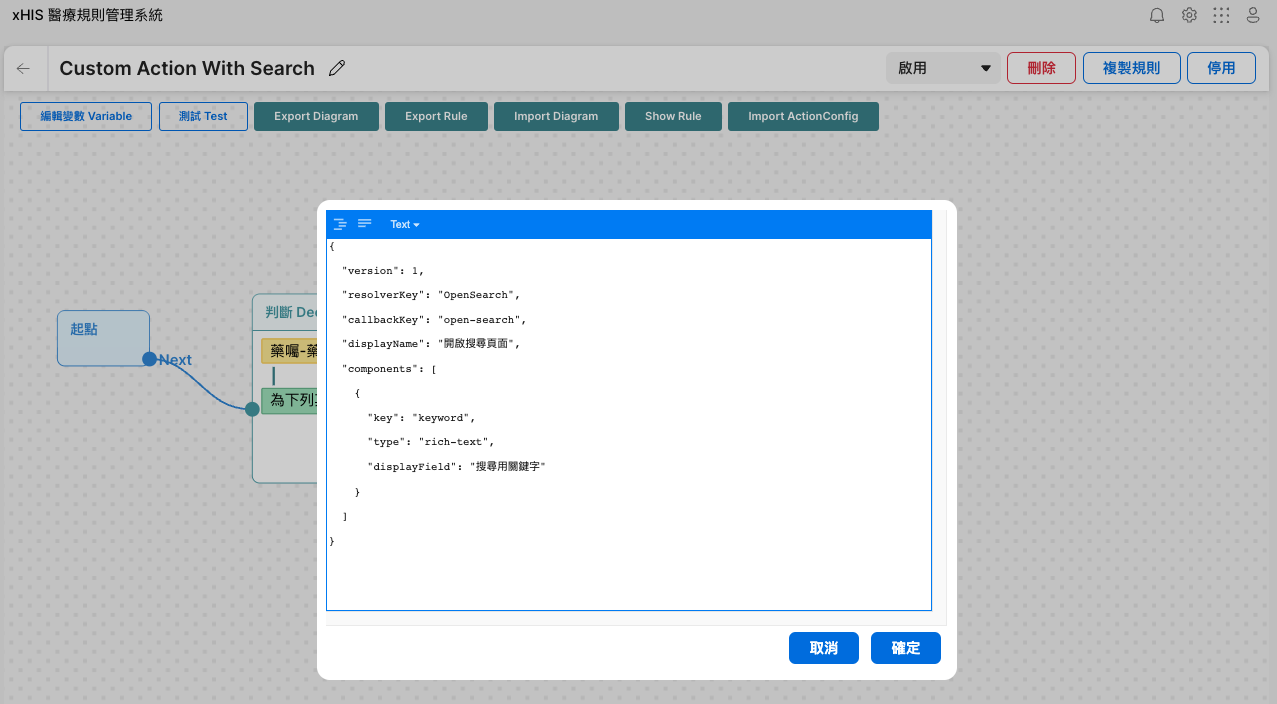 xHIS 醫療規則管理系統
Custom Action With Search
啟用
刪除
複製規則
停用
編輯變數 Variable
測試 Test
Export Diagram
Export Rule
Import Diagram
Show Rule
Import ActionConfig
起點
Next
判斷 De
藥囑-藥
為下列
Text
{
"version": 1,
"resolverKey": "OpenSearch",
"callbackKey": "open-search",
"displayName": "開啟搜尋頁面",
"components": [
{
"key": "keyword",
"type": "rich-text",
"displayField": "搜尋用關鍵字"
}
]
}
取消
確定